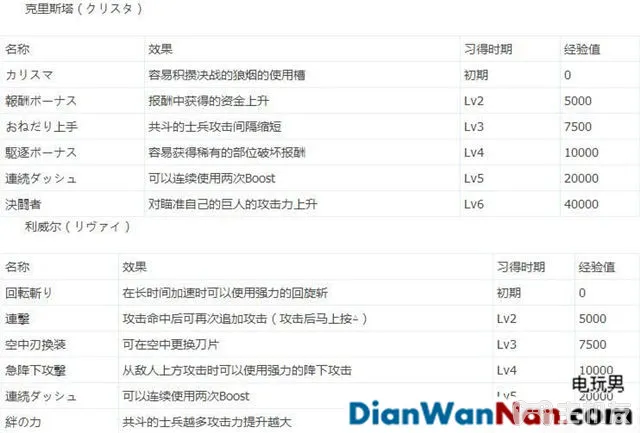 克里斯塔（クリスタ）
名称 效果 习得时期 经验值
カリスマ 容易积攒决战的狼烟的使用槽 初期 0
報酬ボーナス 报酬中获得的资金上升 Lv2 5000
おねだり上手 共斗的士兵攻击间隔缩短 Lv3 7500
駆逐ボーナス 容易获得稀有的部位破坏报酬 Lv4 10000
連続ダッシュ 可以连续使用两次Boost Lv5 20000
決闘者 对瞄准自己的巨人的攻击力上升 Lv6 40000
利威尔（リヴァイ）
名称 效果 习得时期 经验值
回転斬り 在长时间加速时可以使用强力的回旋斩 初期 0
連撃 攻击命中后可再次追加攻击（攻击后马上按） Lv2 5000
空中刃換装 可在空中更换刀片 Lv3 7500
急降下攻撃 从敌人上方攻击时可以使用强力的降下攻击 Lv4 10000
电玩男
連続ダッシュ 可以连续使用两次Boost Lv5 20000
DianWanNan.com
絆の力 共斗的士兵越多攻击力提升越大